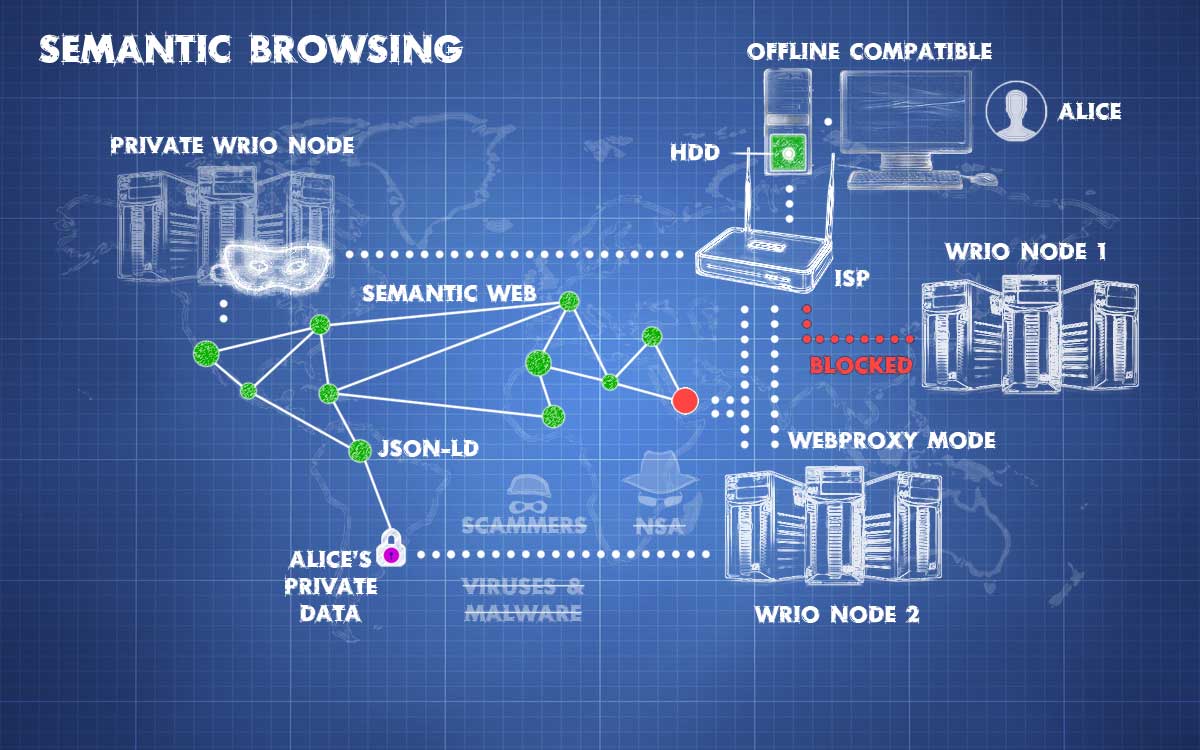 SEMANTIC BROWSING
OFFLINE COMPATIBLE
ALICE
PRIVATE WRIO NODE
HDD
WRIO NODE 1
ISP
SEMANTIC WEB
BLOCKED
WEBPROXY MODE
JSON-LD
SCAMMERS
NSA
ALICE'S
PRIVATE
DATA
VIRUSES &
MALWARE
WRIO NODE 2